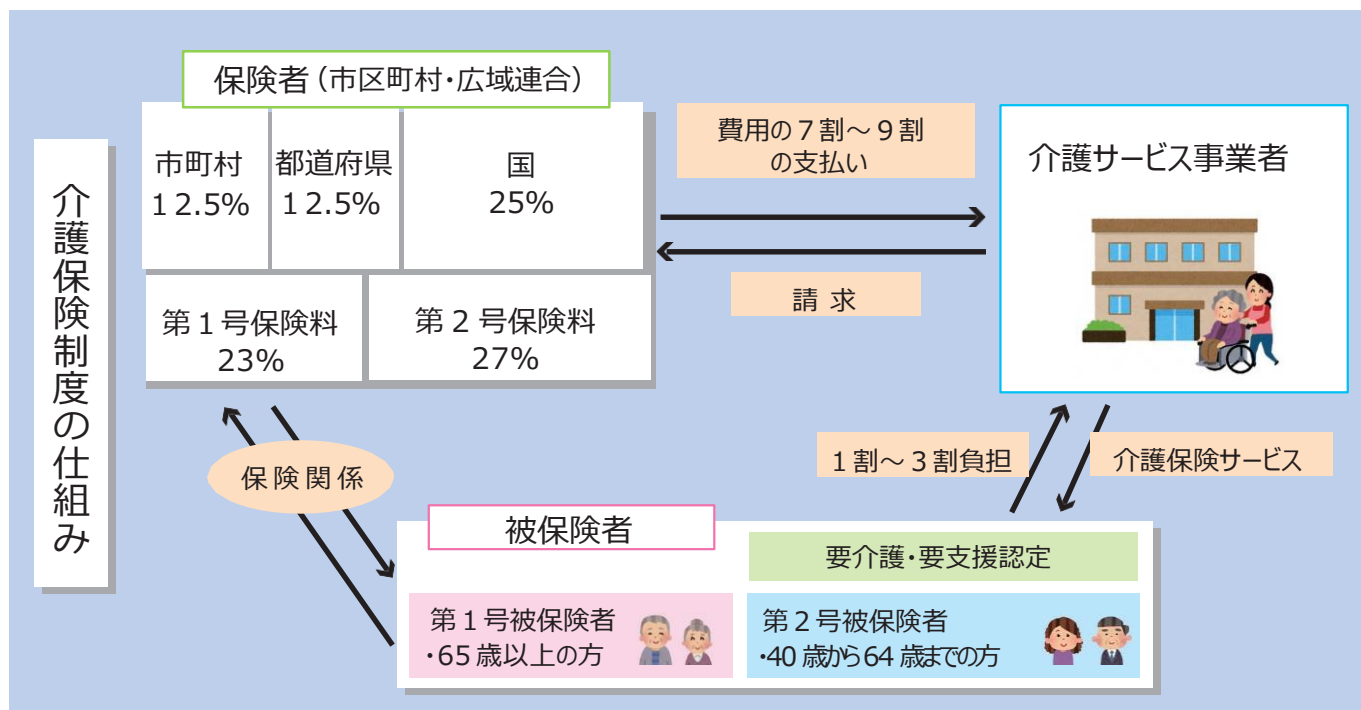 介護保険制度の仕組み
保険者（市区町村・広域連合）
市町村
１2.5%
都道府県
１2.5%
国
25%
第１号保険料
23%
第２号保険料
27%
費用の７割～９割
の支払い
請求
介護サービス事業者
保険関係
１割～３割負担
介護保険サービス
被保険者
要介護・要支援認定
第１号被保険者
・65歳以上の方
第２号被保険者
・40歳から64歳までの方